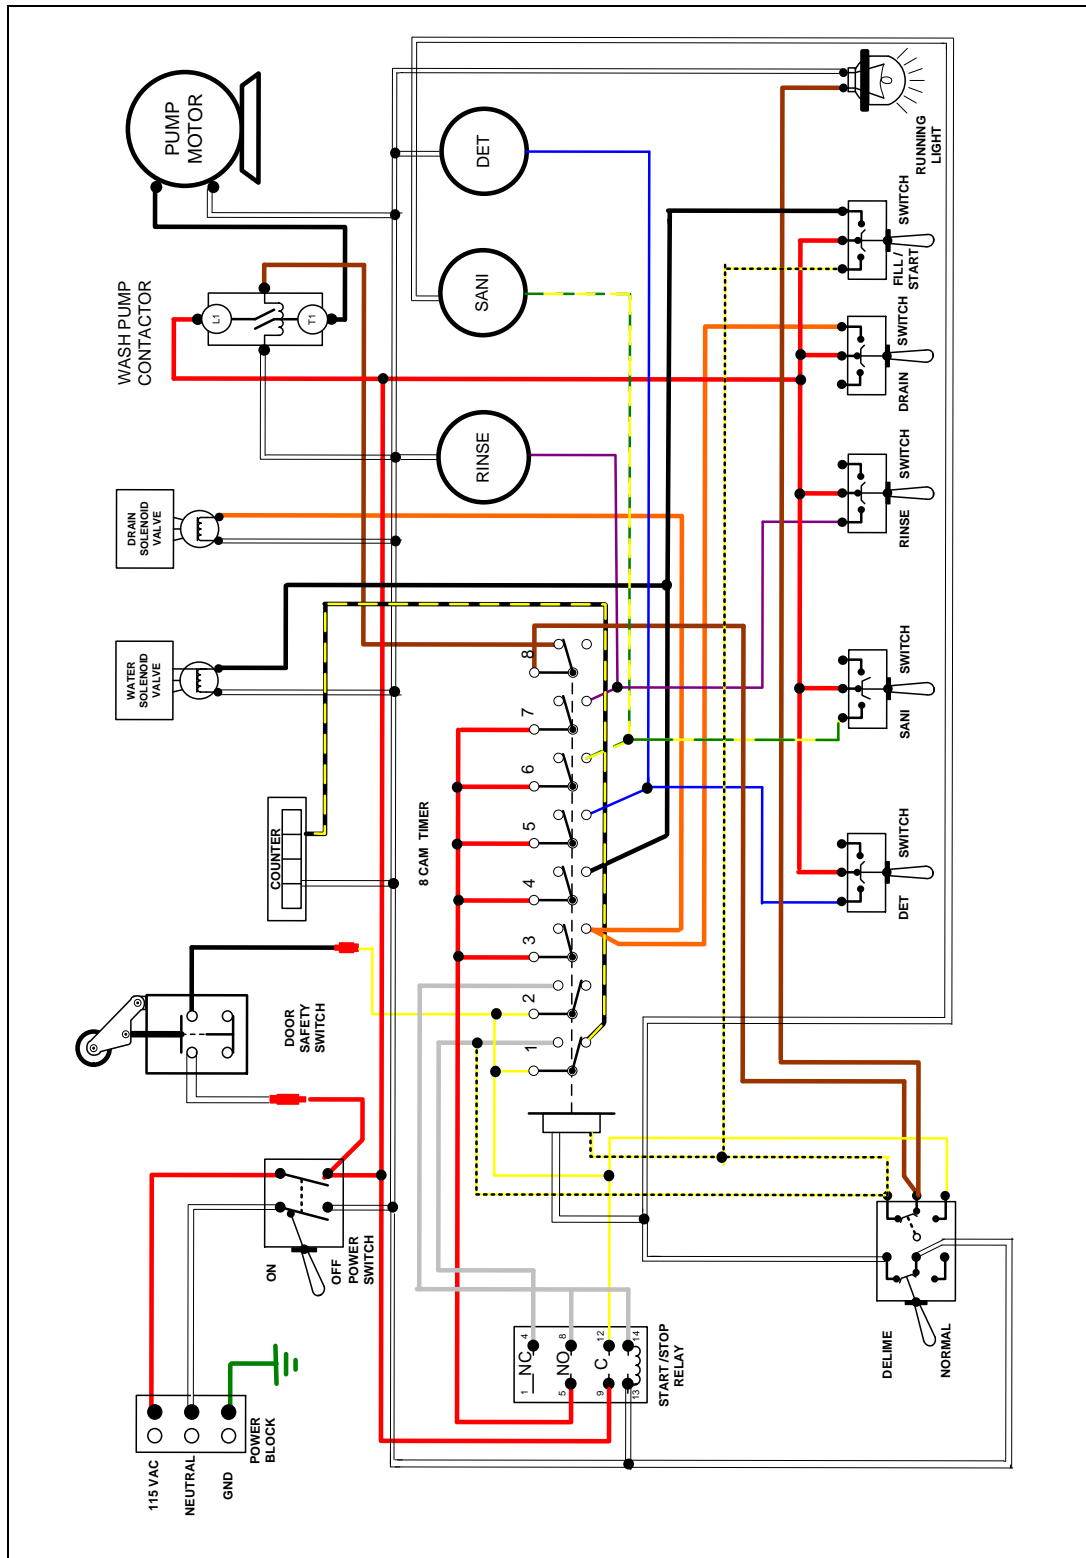 PUMP
MOTOR
WASH PUMP
CONTACTOR
L1
T1
DET
SANI
RINSE
RUNNING
LIGHT
DRAIN
SOLENOID
VALVE
WATER
SOLENOID
VALVE
COUNTER
8 CAM TIMER
1
2
3
4
5
6
7
8
FILL /
START
SWITCH
DRAIN
SWITCH
RINSE
SWITCH
SANI
SWITCH
DET
SWITCH
DOOR
SAFETY
SWITCH
ON
OFF
POWER
SWITCH
115 VAC
NEUTRAL
GND
POWER
BLOCK
1
NC
4
5
NO
8
9
C
12
13
14
START /STOP
RELAY
DELIME
NORMAL